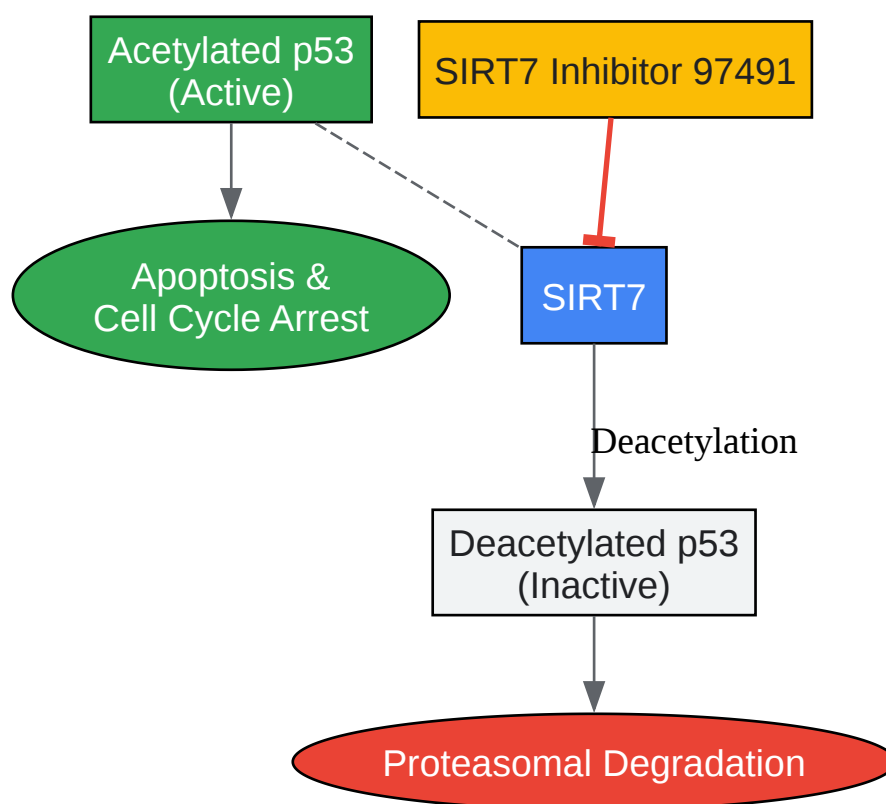 Acetylated p53
(Active)
SIRT7 Inhibitor 97491
Apoptosis &
Cell Cycle Arrest
SIRT7
Deacetylation
Deacetylated p53
(Inactive)
Proteasomal Degradation